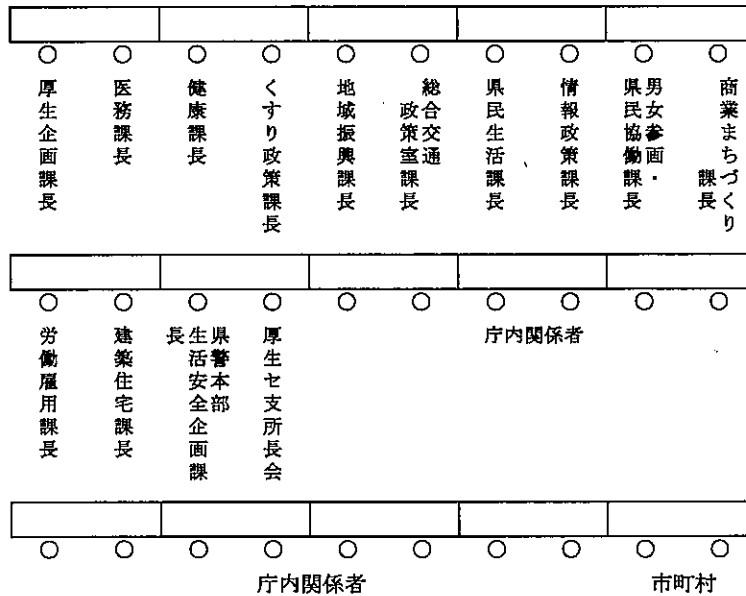 ○ ○ ○ ○ ○ ○ ○ ○ ○ ○
厚生企画課長
医務課長
健康課長
くすり政策課長
地域振興課長
総合交通
政策室課長
県民生活課長
情報政策課長
男女参画・
県民協働課長
商業まちづくり
課長
○ ○ ○ ○ ○ ○ ○ ○ ○ ○
労働雇用課長
建築住宅課長
県警本部
生活安全企画課
長
厚生セ支所長会
庁内関係者
○ ○ ○ ○ ○ ○ ○ ○ ○ ○
庁内関係者
市町村